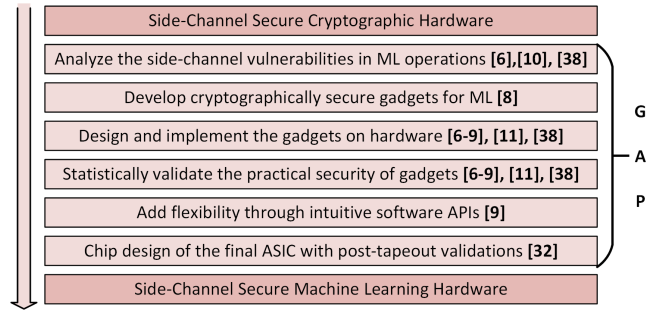 Side-Channel Secure Cryptographic Hardware
Analyze the side-channel vulnerabilities in ML operations [6],[10], [38]
Develop cryptographically secure gadgets for ML [8]
Design and implement the gadgets on hardware [6-9], [11], [38]
Statistically validate the practical security of gadgets [6-9], [11], [38]
Add flexibility through intuitive software APIs [9]
Chip design of the final ASIC with post-tapeout validations [32]
Side-Channel Secure Machine Learning Hardware
G
A
P